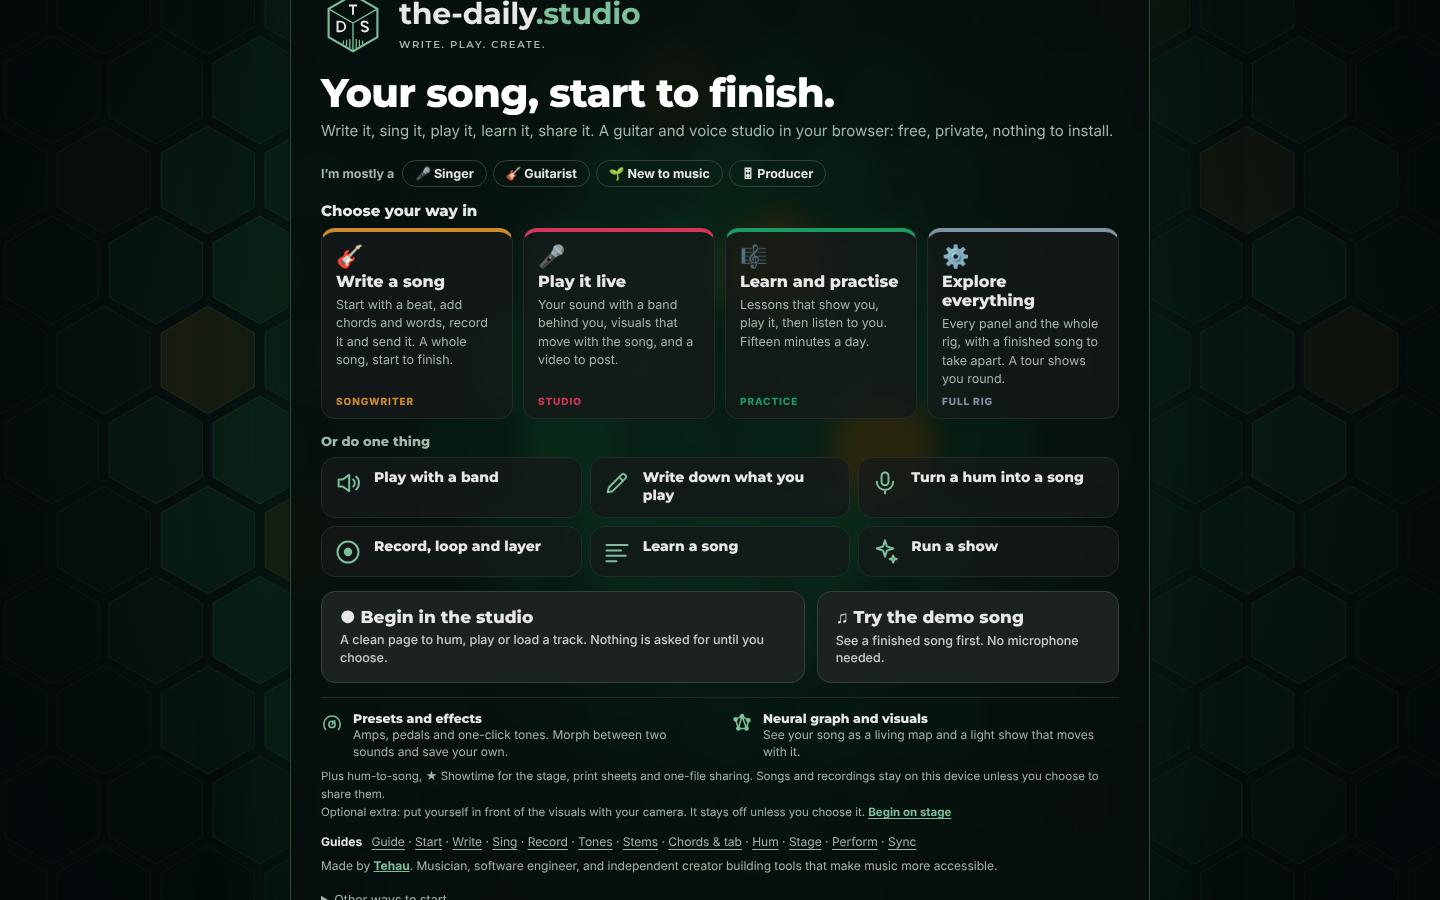 T
D S
the-daily.studio
WRITE. PLAY. CREATE.
Your song, start to finish.
Write it, sing it, play it, learn it, share it. A guitar and voice studio in your browser: free, private, nothing to install.
I'm mostly a 🎤 Singer 🎸 Guitarist 🌱 New to music 🎛 Producer
Choose your way in
Write a song
Start with a beat, add
chords and words, record
it and send it. A whole
song, start to finish.
SONGWRITER
Play it live
Your sound with a band
behind you, visuals that
move with the song, and a
video to post.
STUDIO
Learn and practise
Lessons that show you,
play it, then listen to you.
Fifteen minutes a day.
PRACTICE
Explore
everything
Every panel and the whole
rig, with a finished song to
take apart. A tour shows
you round.
FULL RIG
Or do one thing
Play with a band
Write down what you
play
Turn a hum into a song
Record, loop and layer
Learn a song
Run a show
● Begin in the studio
A clean page to hum, play or load a track. Nothing is asked for until you
choose.
♫ Try the demo song
See a finished song first. No microphone
needed.
Presets and effects
Amps, pedals and one-click tones. Morph between two
sounds and save your own.
Neural graph and visuals
See your song as a living map and a light show that moves
with it.
Plus hum-to-song, ★ Showtime for the stage, print sheets and one-file sharing. Songs and recordings stay on this device unless you choose to
share them.
Optional extra: put yourself in front of the visuals with your camera. It stays off unless you choose it. Begin on stage
Guides Guide · Start · Write · Sing · Record · Tones · Stems · Chords & tab · Hum · Stage · Perform · Sync
Made by Tehau. Musician, software engineer, and independent creator building tools that make music more accessible.
▶ Other ways to start